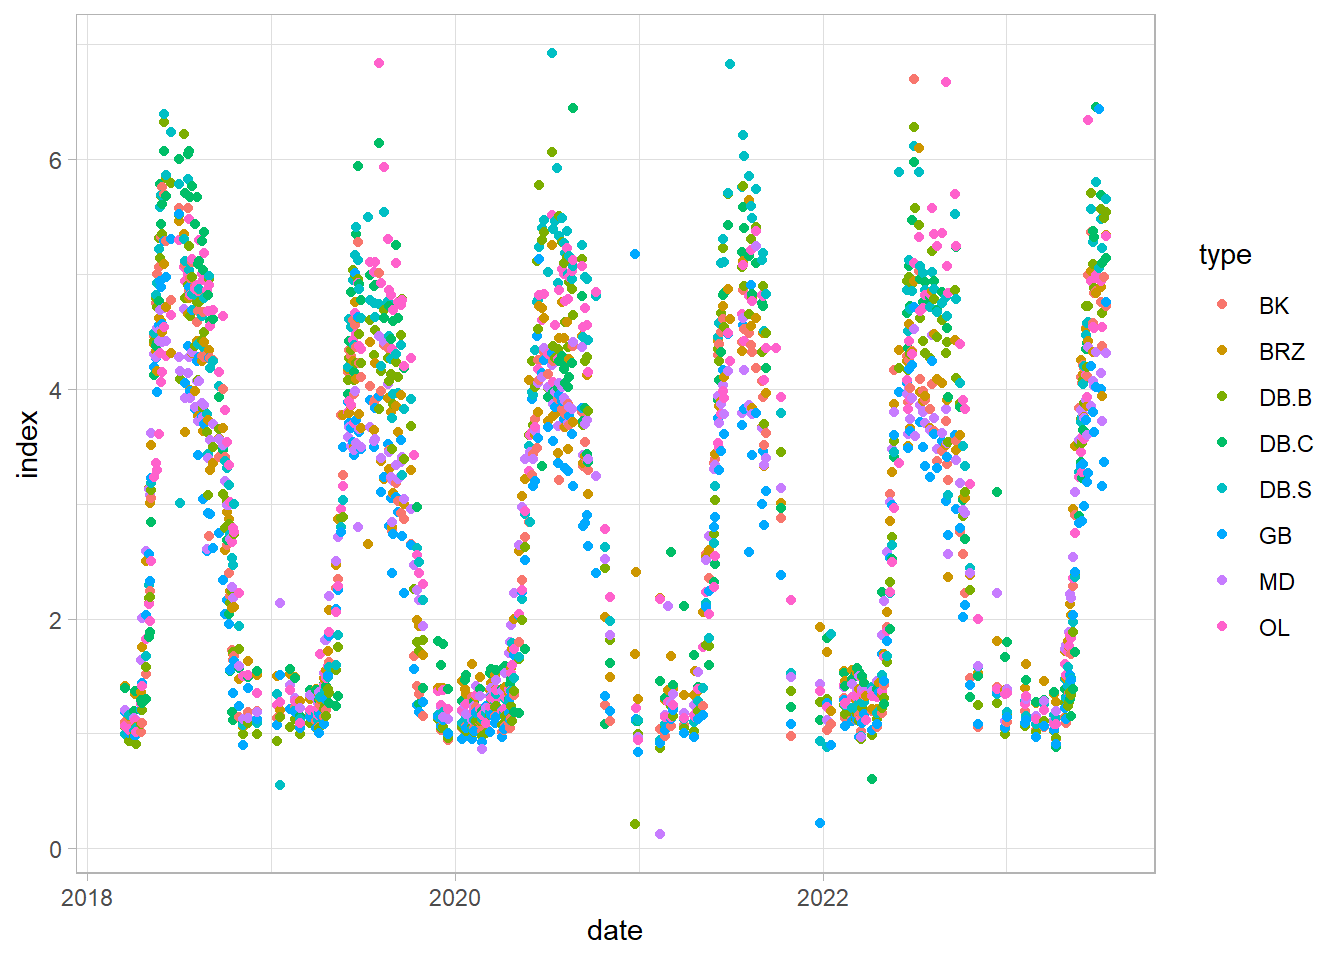 6
4
2
0
index
2018
2020
2022
date
type
BK
BRZ
DB.B
DB.C
DB.S
GB
MD
OL